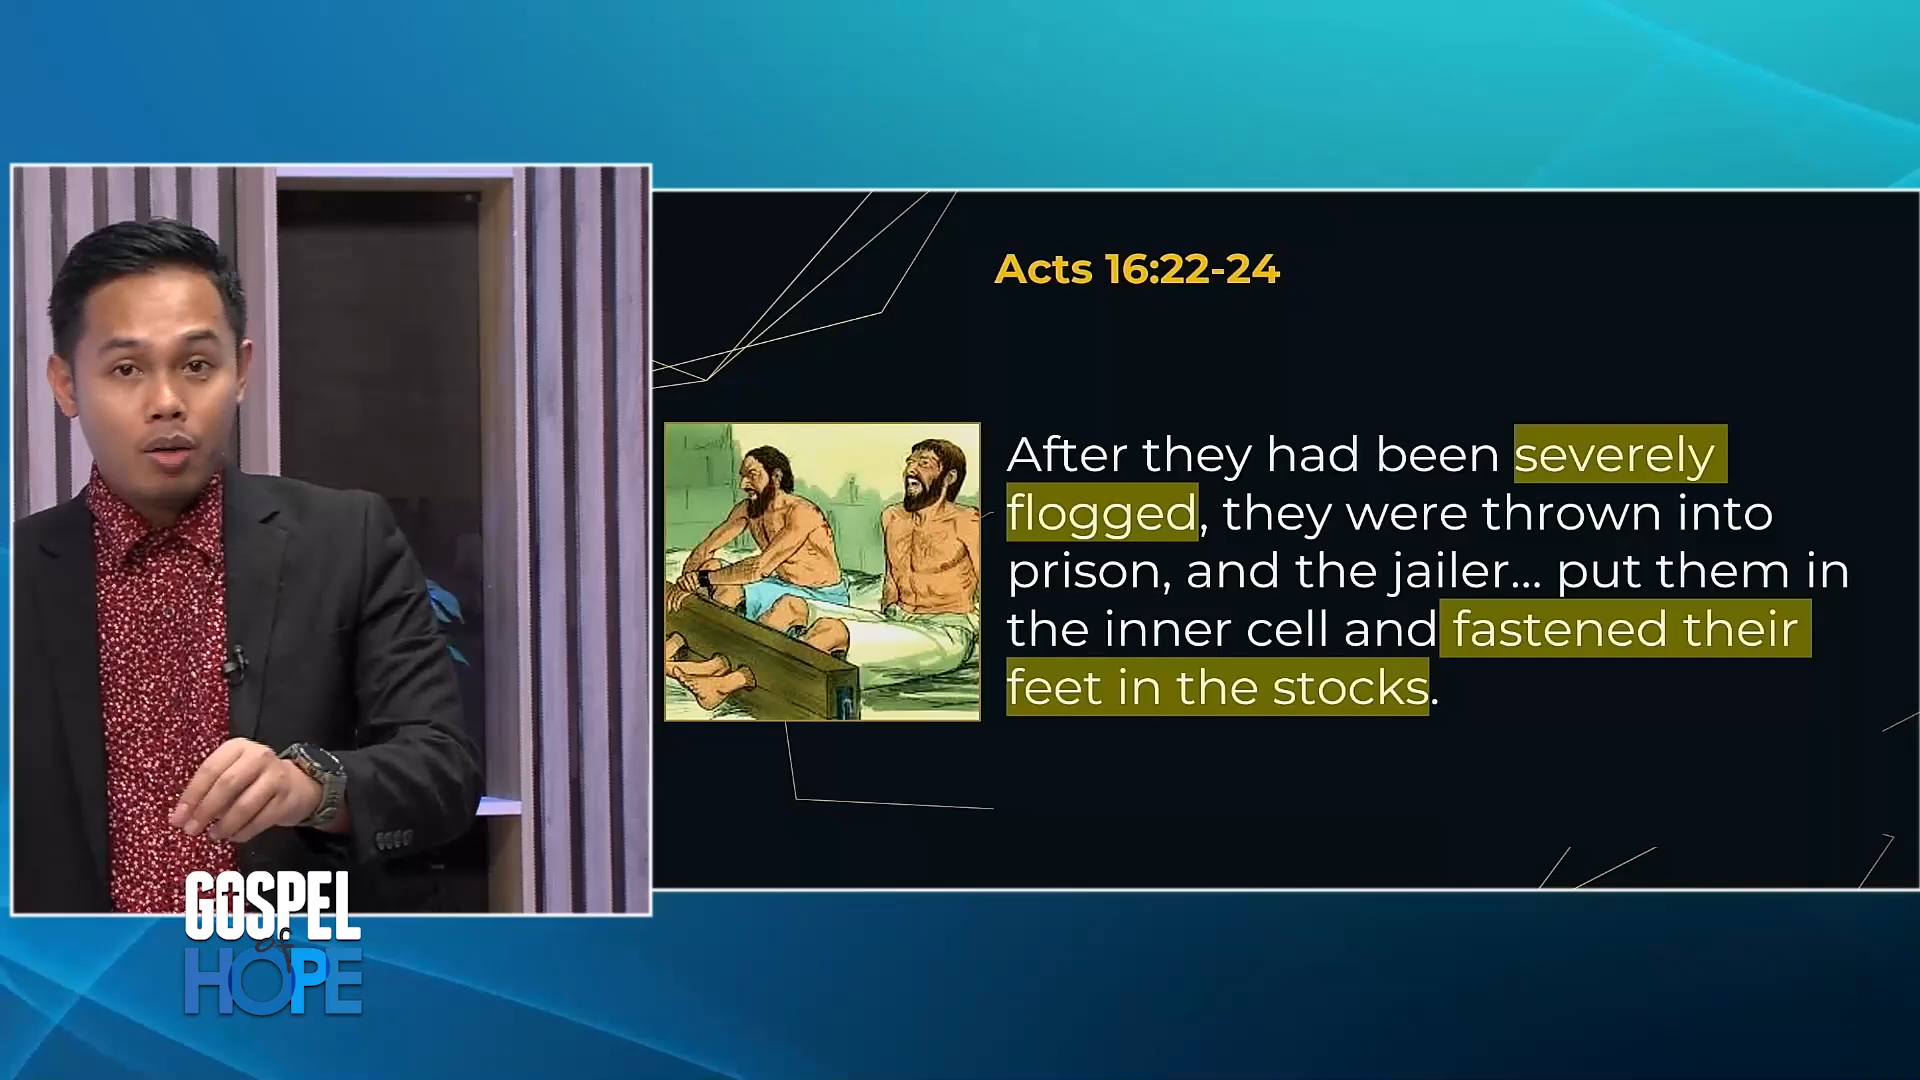 Acts 16:22-24
After they had been severely
flogged, they were thrown into
prison, and the jailer... put them in
the inner cell and fastened their
feet in the stocks.
GOSPEL
of
HOPE